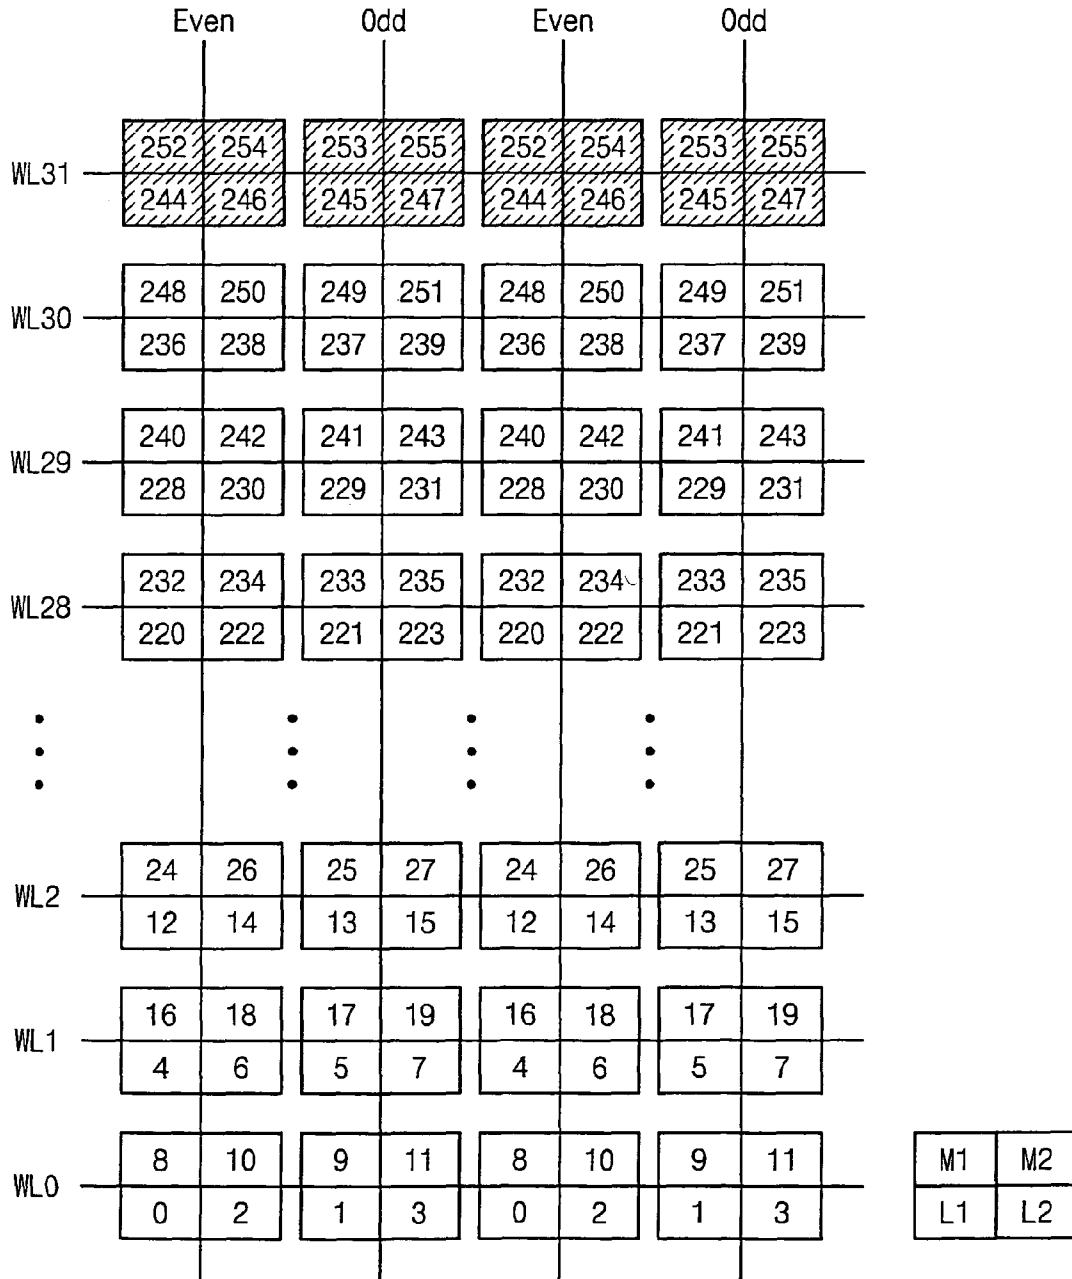 Even Odd Even Odd
252 254 253 255 252 254 253 255
WL31
244 246 245 247 244 246 245 247
248 250 249 251 248 250 249 251
WL30
236 238 237 239 236 238 237 239
240 242 241 243 240 242 241 243
WL29
228 230 229 231 228 230 229 231
232 234 233 235 232 234 233 235
WL28
220 222 221 223 220 222 221 223
24 26 25 27 24 26 25 27
WL2
12 14 13 15 12 14 13 15
16 18 17 19 16 18 17 19
WL1
4 6 5 7 4 6 5 7
8 10 9 11 8 10 9 11 M1 M2
WL0
0 2 1 3 0 2 1 3 L1 L2